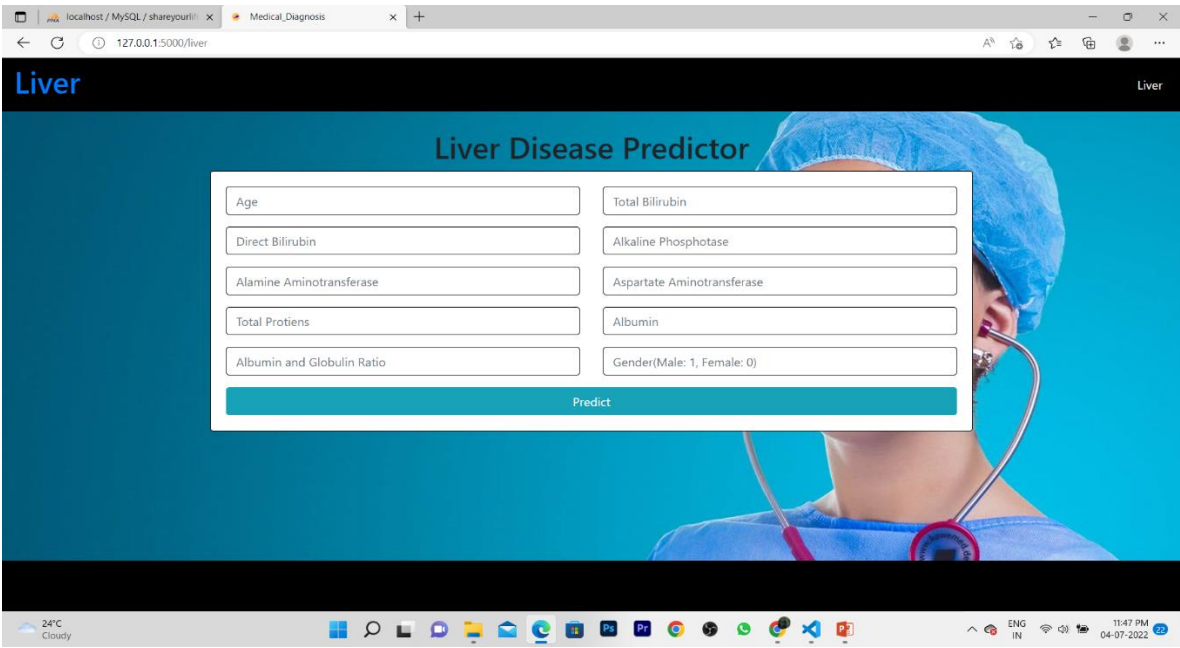 localhost / MySQL / shareyourlif
Medical_Diagnosis
127.0.0.1:5000/liver
Liver
Liver
Liver Disease Predictor
Age
Total Bilirubin
Direct Bilirubin
Alkaline Phosphotase
Alamine Aminotransferase
Aspartate Aminotransferase
Total Protiens
Albumin
Albumin and Globulin Ratio
Gender(Male: 1, Female: 0)
Predict
24°C
Cloudy
Ps
Pr
ENG
IN
11:47 PM
04-07-2022
22